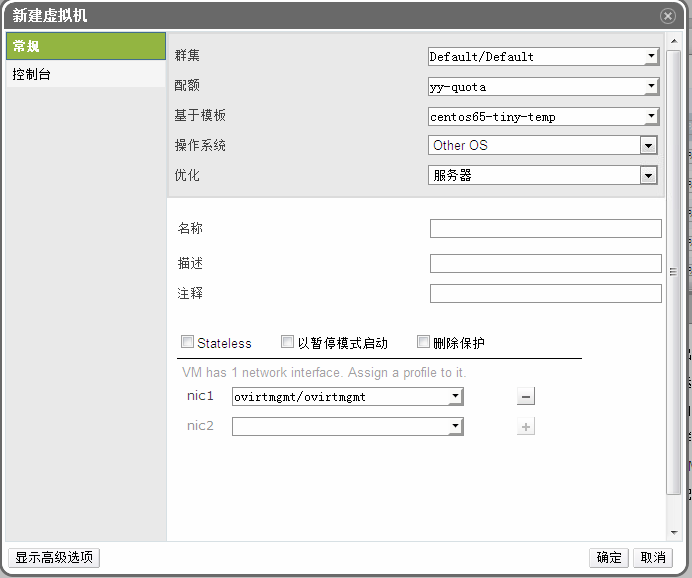 新建虚拟机
常规
控制台
群集 Default/Default
配额 yy-quota
基于模板 centos65-tiny-temp
操作系统 Other OS
优化 服务器
名称
描述
注释
Stateless 以暂停模式启动 删除保护
VM has 1 network interface. Assign a profile to it.
nic1 ovirtmgmt/ovirtmgmt
nic2
显示高级选项 确定 取消